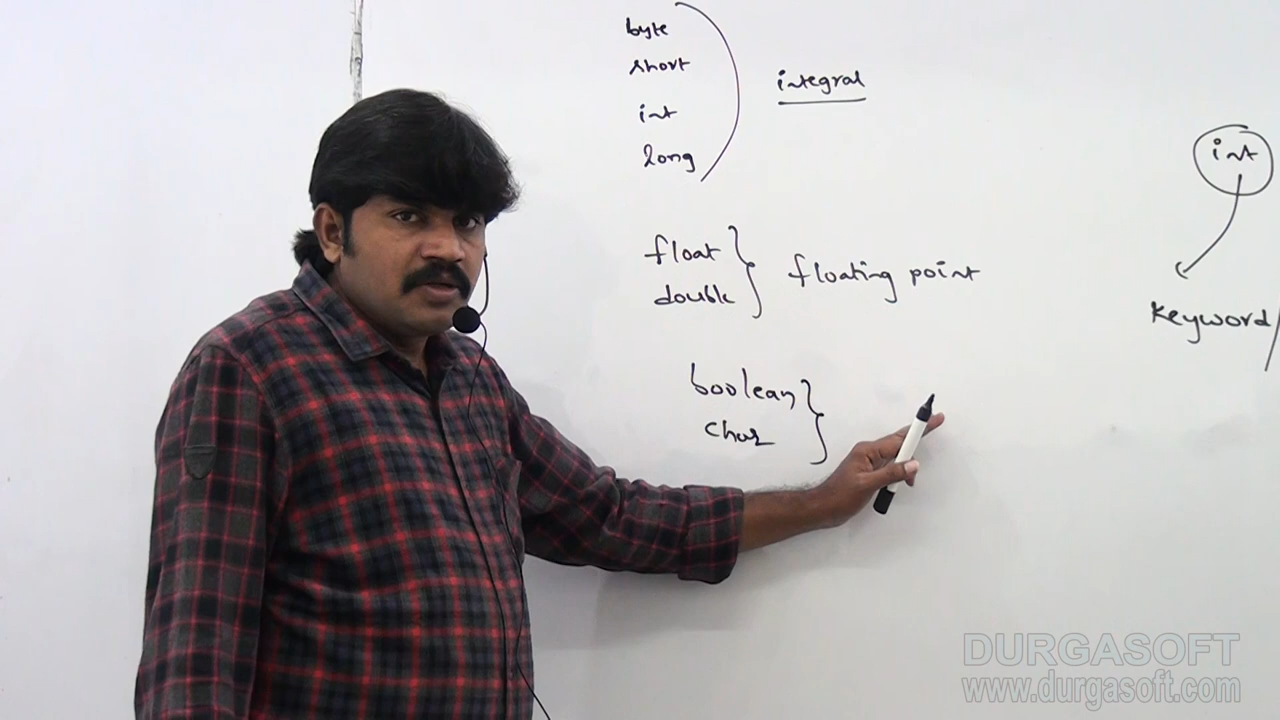 byte
short
int
long
integral
int
float
double
floating point
keyword/
boolean
char
DURGASOFT
www.durgasoft.com